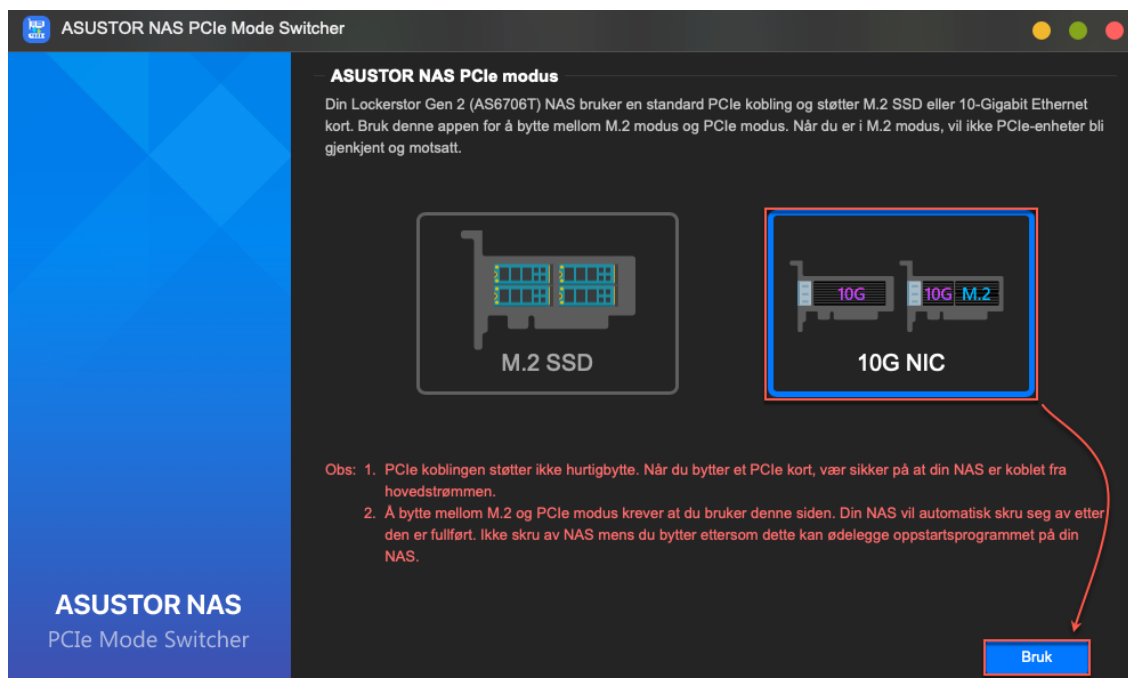 ASUSTOR NAS PCIe Mode Switcher
ASUSTOR NAS PCIe modus
Din Lockerstor Gen 2 (AS6706T) NAS bruker en standard PCIe kobling og støtter M.2 SSD eller 10-Gigabit Ethernet
kort. Bruk denne appen for å bytte mellom M.2 modus og PCIe modus. Når du er i M.2 modus, vil ikke PCIe-enheter bli
gjenkjent og motsatt.
10G
10G M.2
M.2 SSD
10G NIC
Obs: 1. PCIe koblingen støtter ikke hurtigbytte. Når du bytter et PCIe kort, vær sikker på at din NAS er koblet fra
hovedstrømmen.
2. Å bytte mellom M.2 og PCIe modus krever at du bruker denne siden. Din NAS vil automatisk skru seg av etter
den er fullført. Ikke skru av NAS mens du bytter ettersom dette kan ødelegge oppstartsprogrammet på din
NAS.
ASUSTOR NAS
PCIe Mode Switcher
Bruk